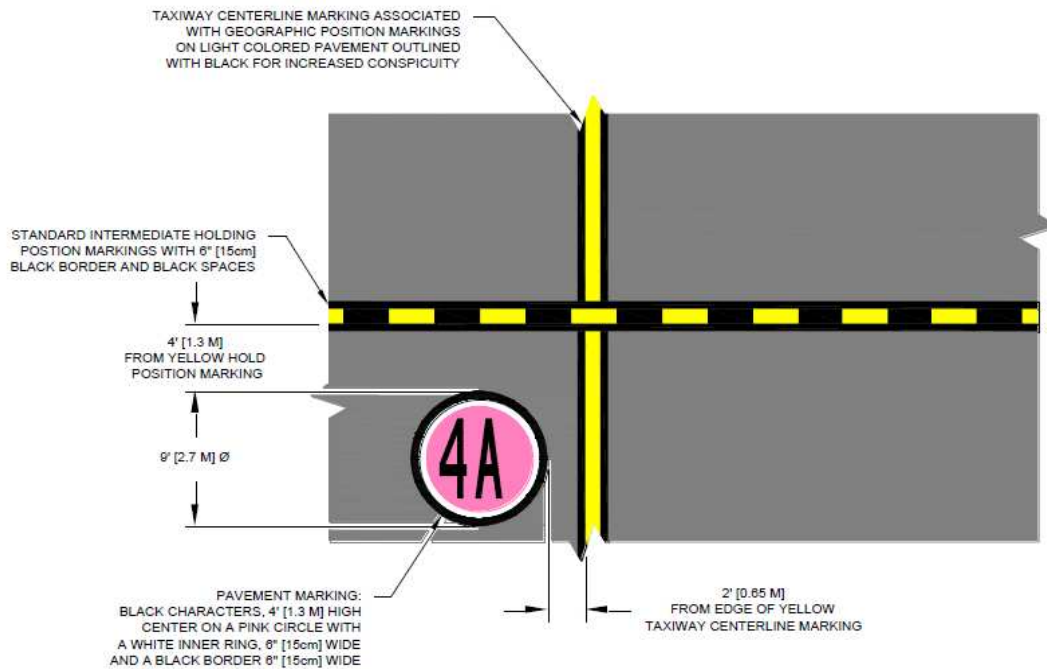 TAXIWAY CENTERLINE MARKING ASSOCIATED
WITH GEOGRAPHIC POSITION MARKINGS
ON LIGHT COLORED PAVEMENT OUTLINED
WITH BLACK FOR INCREASED CONSPICUITY
STANDARD INTERMEDIATE HOLDING
POSTION MARKINGS WITH 6" [15cm]
BLACK BORDER AND BLACK SPACES
4' [1.3 M]
FROM YELLOW HOLD
POSITION MARKING
9' [2.7 M] Ø
4A
PAVEMENT MARKING:
BLACK CHARACTERS, 4' [1.3 M] HIGH
CENTER ON A PINK CIRCLE WITH
A WHITE INNER RING, 6" [15cm] WIDE
AND A BLACK BORDER 6" [15cm] WIDE
2' [0.65 M]
FROM EDGE OF YELLOW
TAXIWAY CENTERLINE MARKING